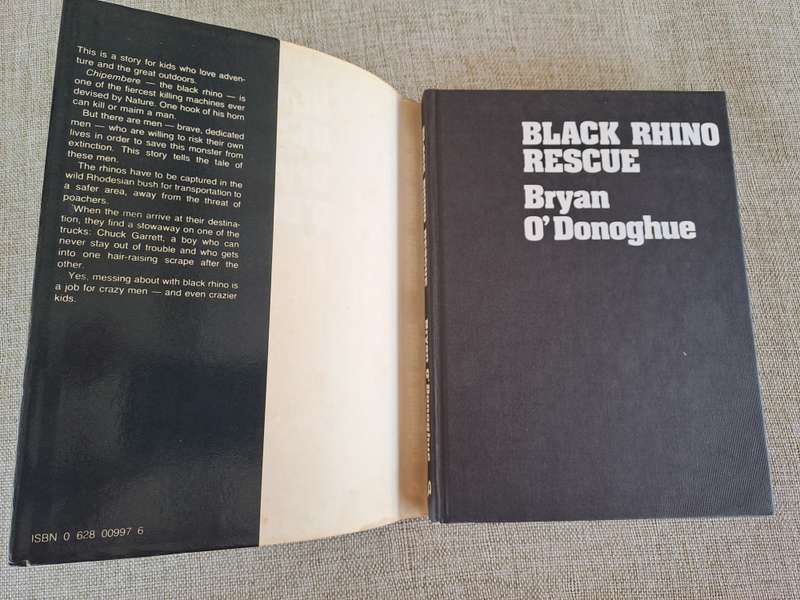 This is a story for kids who love adven-
ture and the great outdoors.
Chipembere — the black rhino — is
one of the fiercest killing machines ever
devised by Nature. One hook of his horn
can kill or maim a man.
But there are men — brave, dedicated
men — who are willing to risk their own
lives in order to save this monster from
extinction. This story tells the tale of
these men.
The rhinos have to be captured in the
wild Rhodesian bush for transportation to
a safer area, away from the threat of
poachers.
When the men arrive at their destina-
tion, they find a stowaway on one of the
trucks: Chuck Garrett, a boy who can
never stay out of trouble and who gets
into one hair-raising scrape after the
other.
Yes, messing about with black rhino is
a job for crazy men — and even crazier
kids.
ISBN 0 628 00997 6
BLACK RHINO
RESCUE
Bryan
O'Donoghue
Bryan O'Donoghue